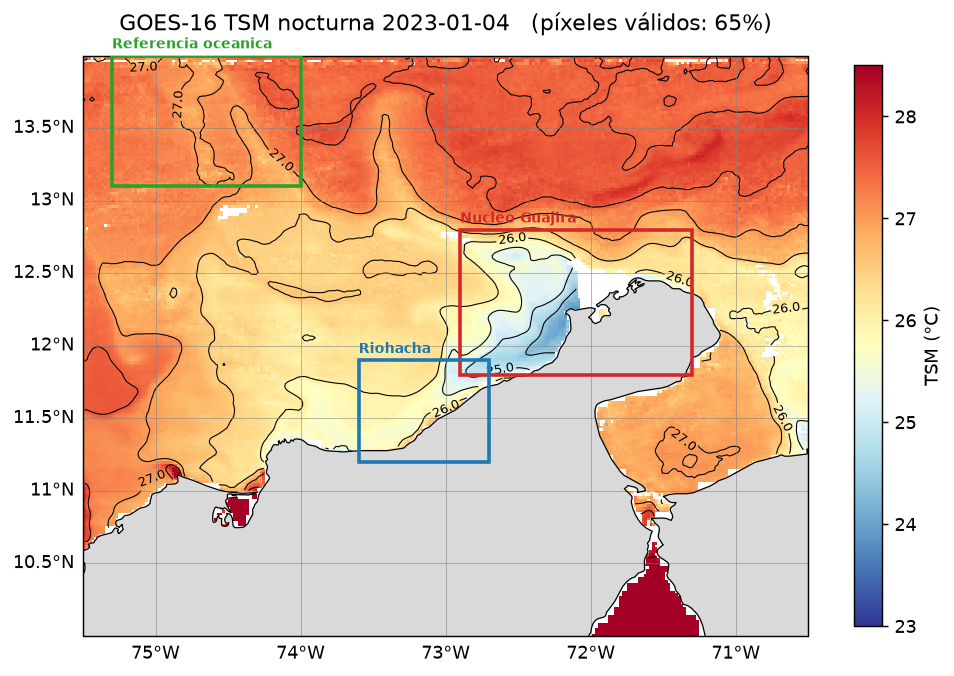 GOES-16 TSM nocturna 2023-01-04 (píxeles válidos: 65%)
Referencia oceanica
27.0
27.0
27.0
Nucleo Guajira
26.0
26.0
26.0
Riohacha
25.0
26.0
26.0
27.0
27.0
13.5°N
13°N
12.5°N
12°N
11.5°N
11°N
10.5°N
75°W
74°W
73°W
72°W
71°W
28
27
26
25
24
23
TSM (°C)